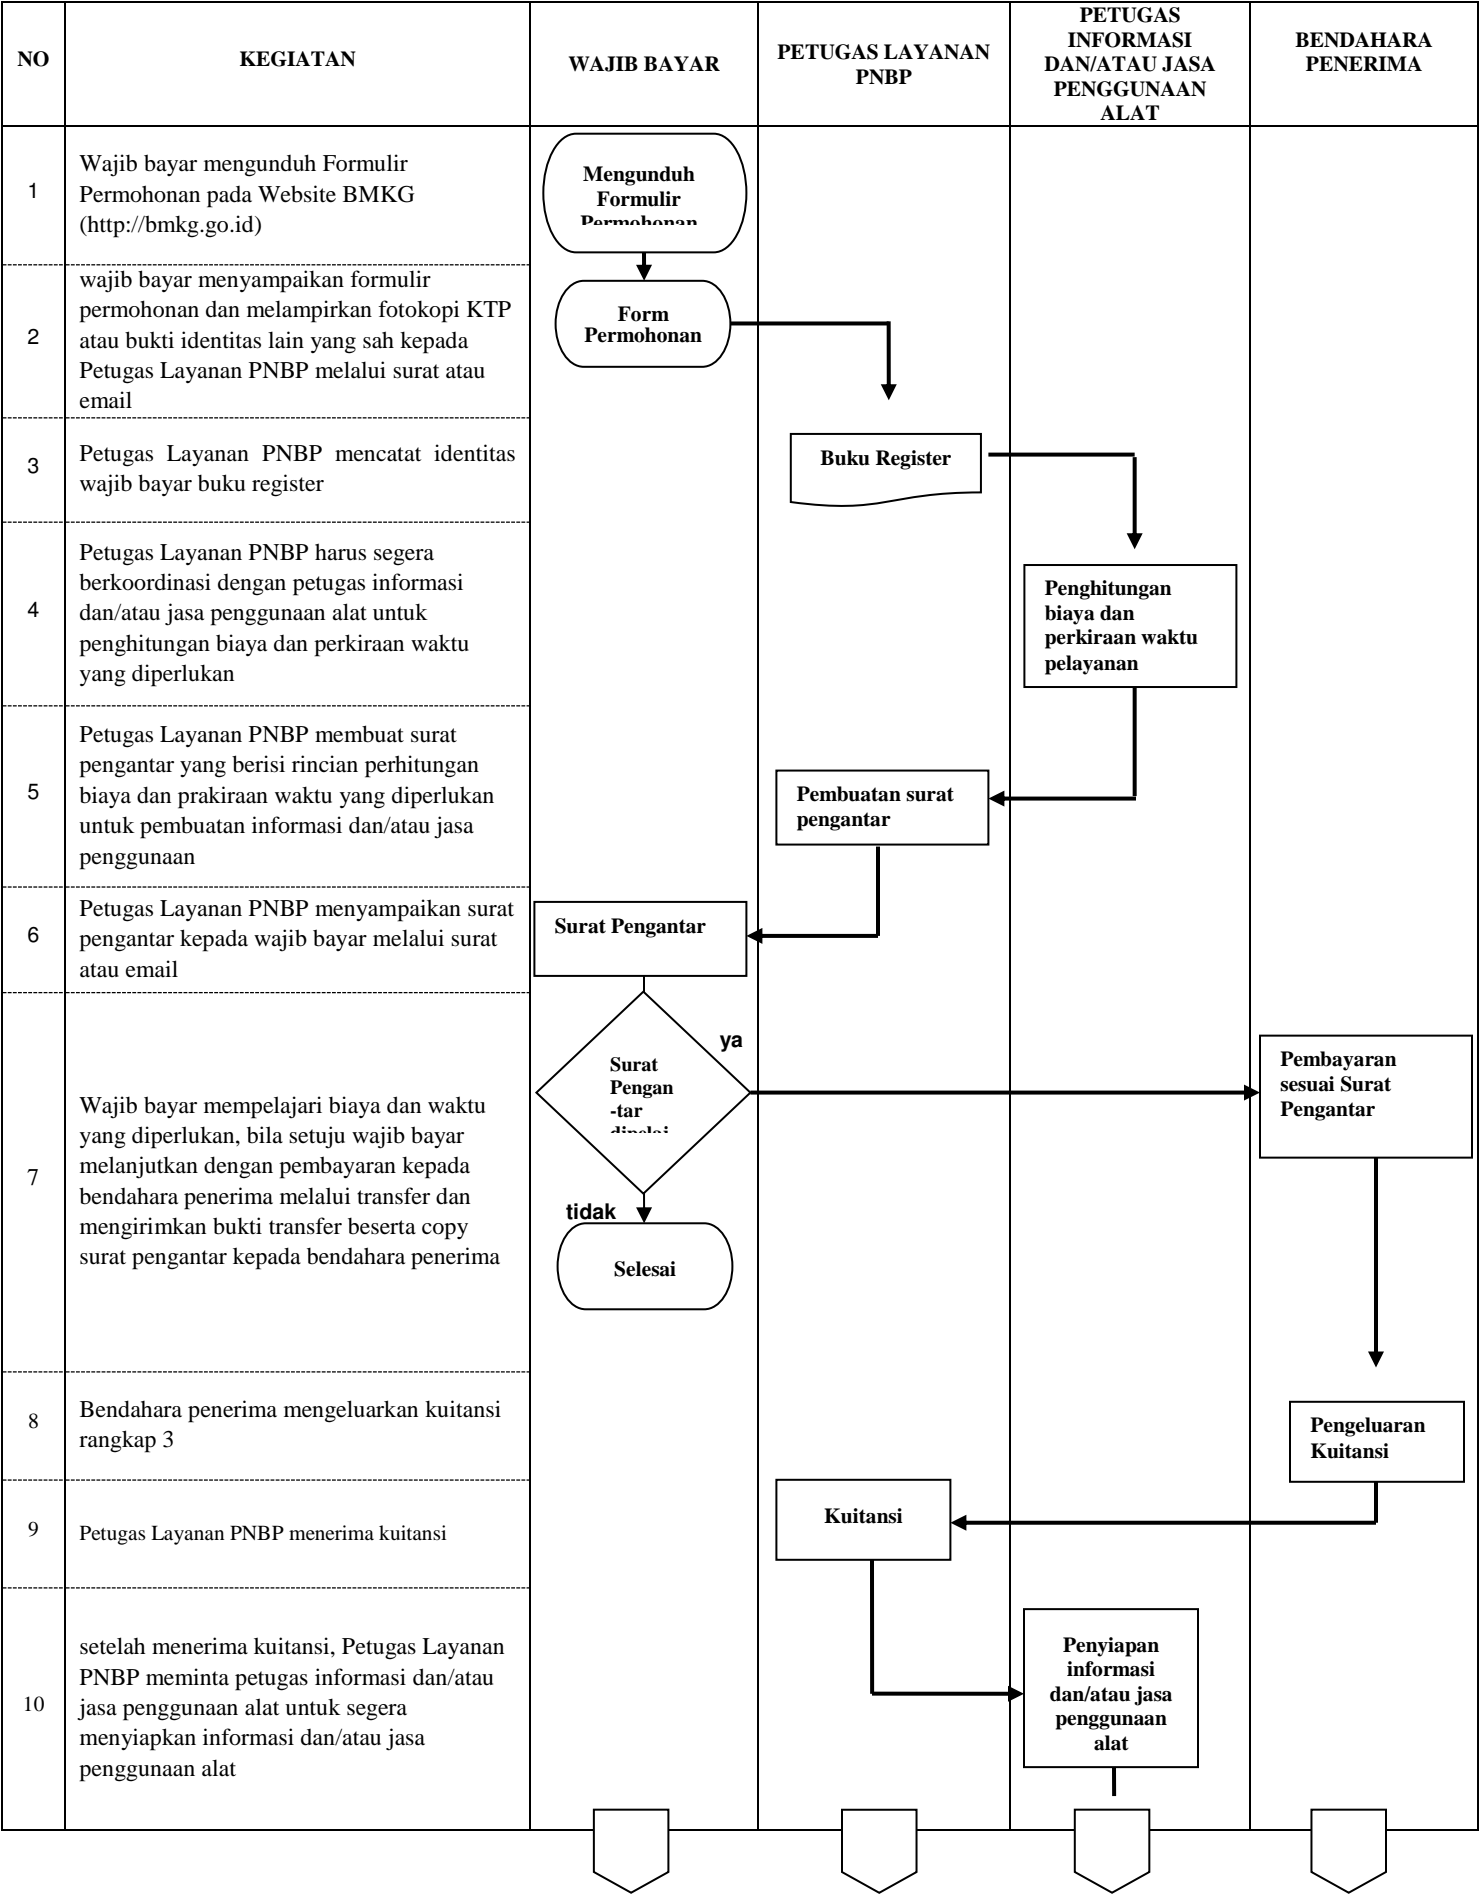 NO
KEGIATAN
WAJIB BAYAR
PETUGAS LAYANAN
PNBP
PETUGAS
INFORMASI
DAN/ATAU JASA
PENGGUNAAN
ALAT
BENDAHARA
PENERIMA
1
Wajib bayar mengunduh Formulir
Permohonan pada Website BMKG
(http://bmkg.go.id)
Mengunduh
Formulir
Permohonan
2
wajib bayar menyampaikan formulir
permohonan dan melampirkan fotokopi KTP
atau bukti identitas lain yang sah kepada
Petugas Layanan PNBP melalui surat atau
email
Form
Permohonan
3
Petugas Layanan PNBP mencatat identitas
wajib bayar buku register
Buku Register
4
Petugas Layanan PNBP harus segera
berkoordinasi dengan petugas informasi
dan/atau jasa penggunaan alat untuk
penghitungan biaya dan perkiraan waktu
yang diperlukan
Penghitungan
biaya dan
perkiraan waktu
pelayanan
5
Petugas Layanan PNBP membuat surat
pengantar yang berisi rincian perhitungan
biaya dan prakiraan waktu yang diperlukan
untuk pembuatan informasi dan/atau jasa
penggunaan
Pembuatan surat
pengantar
6
Petugas Layanan PNBP menyampaikan surat
pengantar kepada wajib bayar melalui surat
atau email
Surat Pengantar
7
Wajib bayar mempelajari biaya dan waktu
yang diperlukan, bila setuju wajib bayar
melanjutkan dengan pembayaran kepada
bendahara penerima melalui transfer dan
mengirimkan bukti transfer beserta copy
surat pengantar kepada bendahara penerima
Surat
Pengan
-tar
dipelaj
ya
tidak
Selesai
Pembayaran
sesuai Surat
Pengantar
8
Bendahara penerima mengeluarkan kuitansi
rangkap 3
Pengeluaran
Kuitansi
9
Petugas Layanan PNBP menerima kuitansi
Kuitansi
10
setelah menerima kuitansi, Petugas Layanan
PNBP meminta petugas informasi dan/atau
jasa penggunaan alat untuk segera
menyiapkan informasi dan/atau jasa
penggunaan alat
Penyiapan
informasi
dan/atau jasa
penggunaan
alat